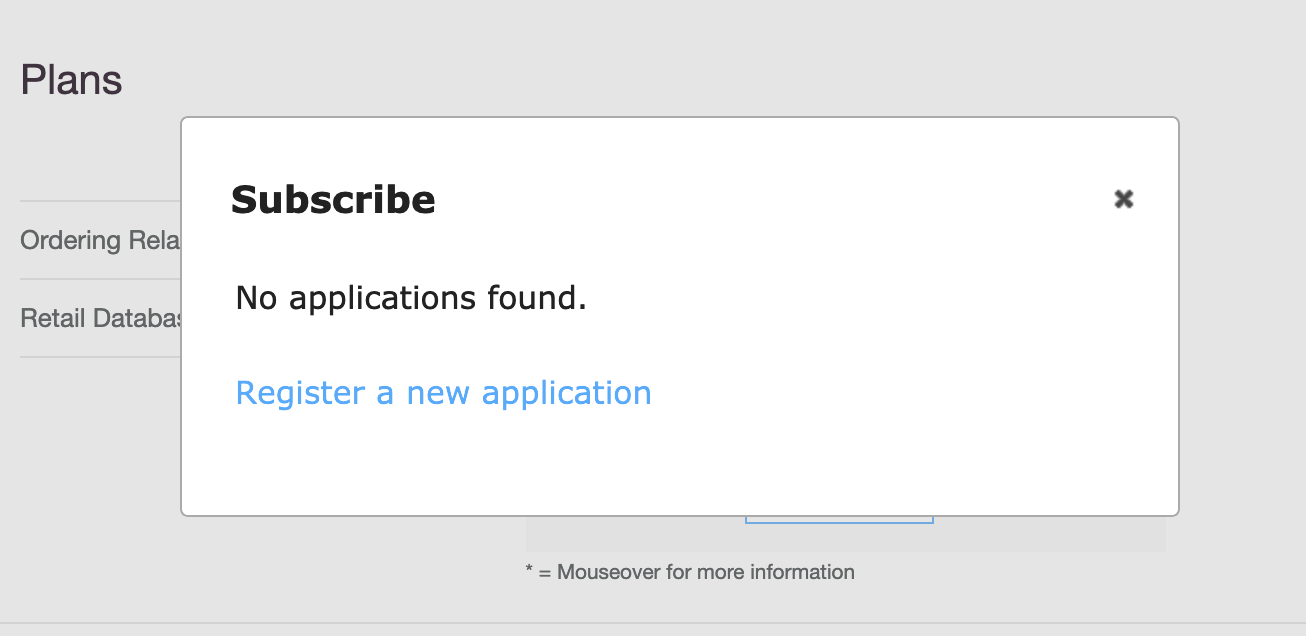 Plans
Subscribe
Ordering Rela
No applications found.
Retail Databas
Register a new application
* = Mouseover for more information